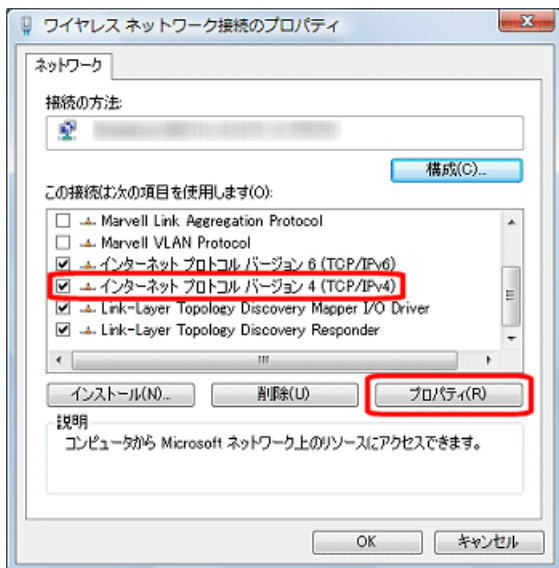 ワイヤレス ネットワーク接続のプロパティ
ネットワーク
接続の方法:
構成(C)...
この接続は次の項目を使用します(O):
Marvell Link Aggregation Protocol
Marvell VLAN Protocol
インターネット プロトコル バージョン 6 (TCP/IPv6)
インターネット プロトコル バージョン 4 (TCP/IPv4)
Link-Layer Topology Discovery Mapper I/O Driver
Link-Layer Topology Discovery Responder
インストール(N)... 削除(U) プロパティ(R)
説明
コンピュータから Microsoft ネットワーク上のリソースにアクセスできます。
OK キャンセル